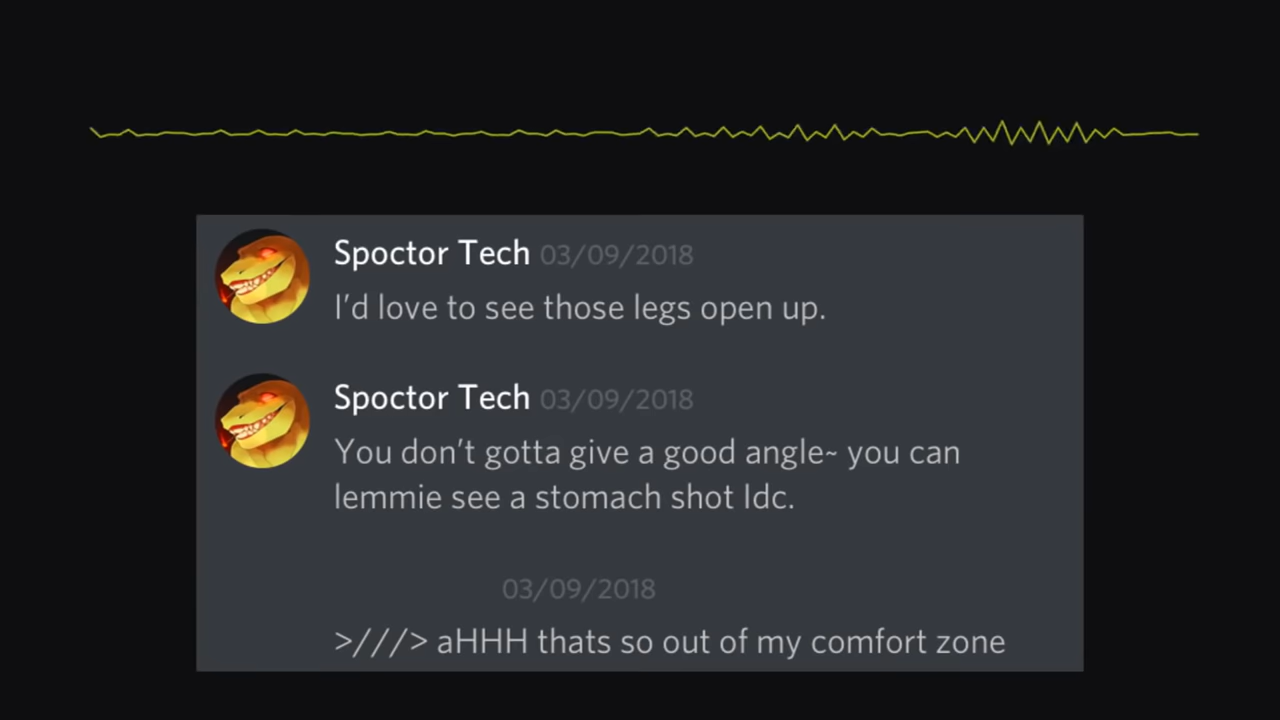 Spoctor Tech 03/09/2018
I'd love to see those legs open up.
Spoctor Tech 03/09/2018
You don't gotta give a good angle~ you can
lemmie see a stomach shot Idc.
03/09/2018
>///> aHHH thats so out of my comfort zone